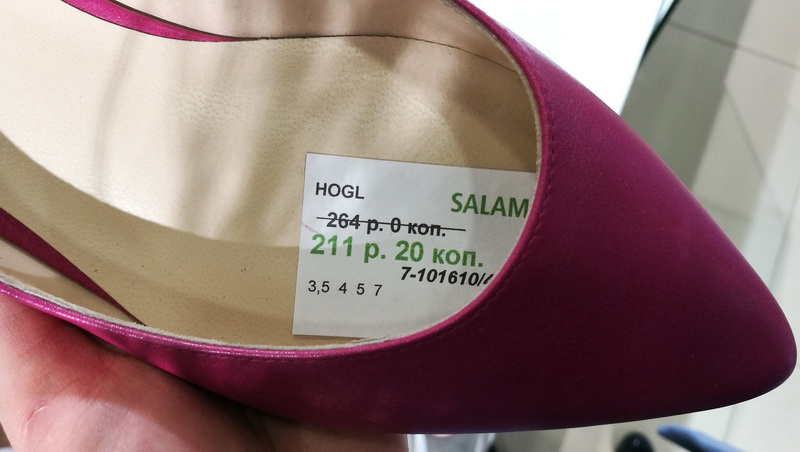 HOGL SALAM
264 р. 0 коп.
211 р. 20 коп.
7-101610/
3,5 4 5 7